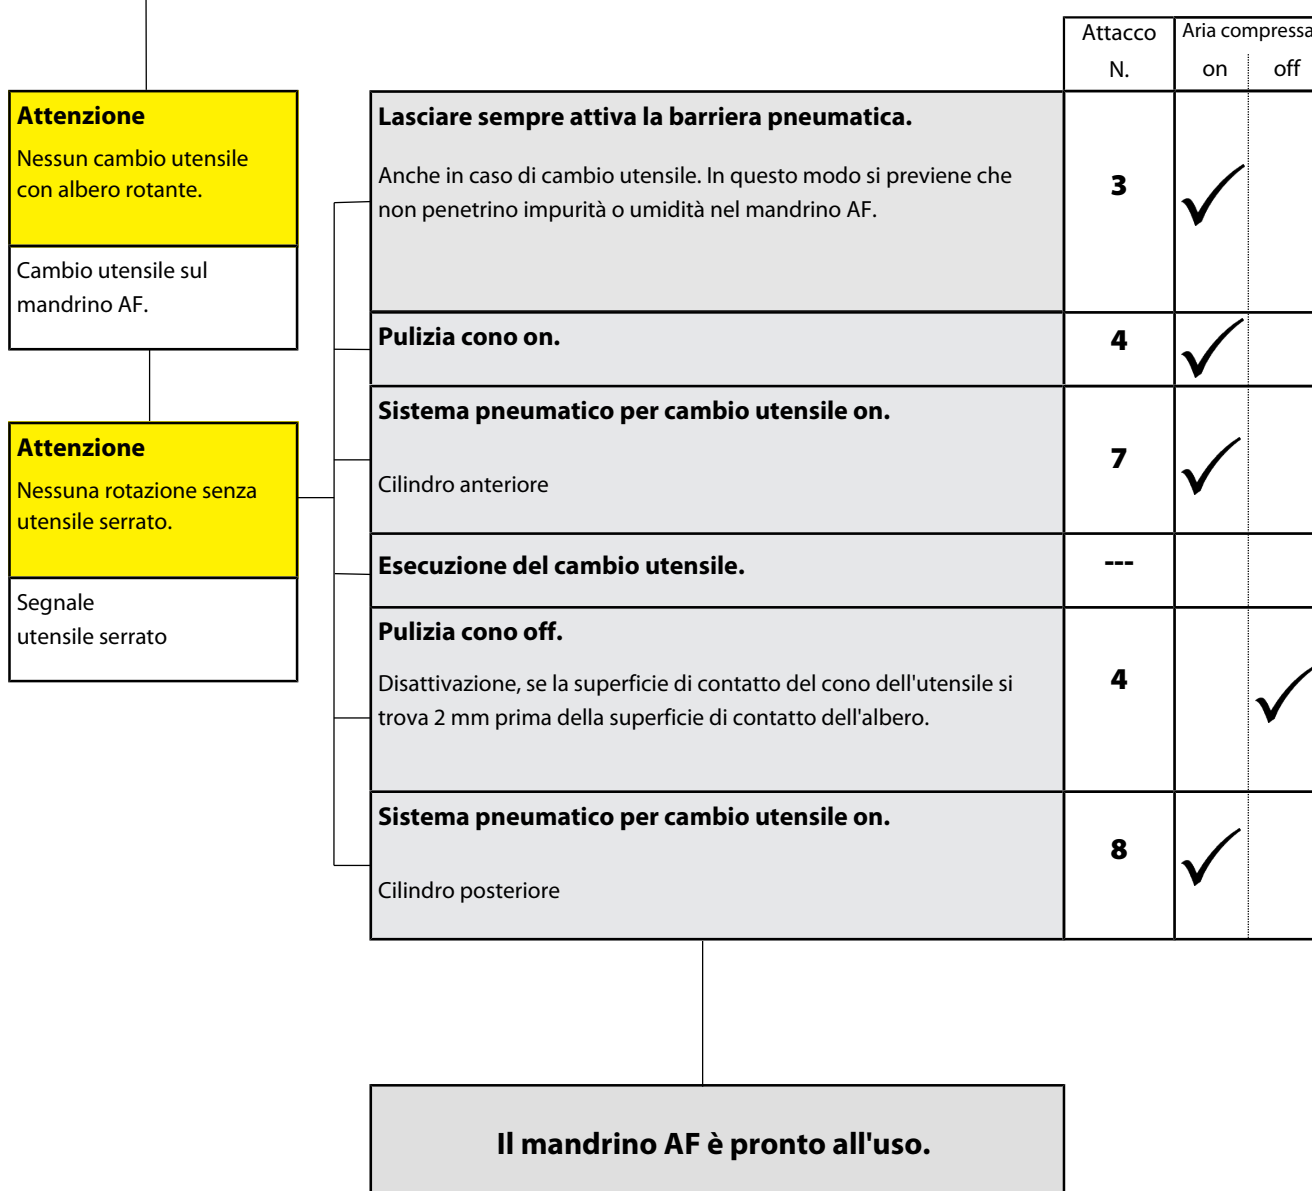 Attacco
N.
Aria compressa
on
off
Attenzione
Nessun cambio utensile
con albero rotante.
Cambio utensile sul
mandrino AF.
Attenzione
Nessuna rotazione senza
utensile serrato.
Segnale
utensile serrato
Lasciare sempre attiva la barriera pneumatica.
Anche in caso di cambio utensile. In questo modo si previene che
non penetrino impurità o umidità nel mandrino AF.
3
Pulizia cono on.
4
Sistema pneumatico per cambio utensile on.
Cilindro anteriore
7
Esecuzione del cambio utensile.
---
Pulizia cono off.
Disattivazione, se la superficie di contatto del cono dell'utensile si
trova 2 mm prima della superficie di contatto dell'albero.
4
Sistema pneumatico per cambio utensile on.
Cilindro posteriore
8
Il mandrino AF è pronto all'uso.